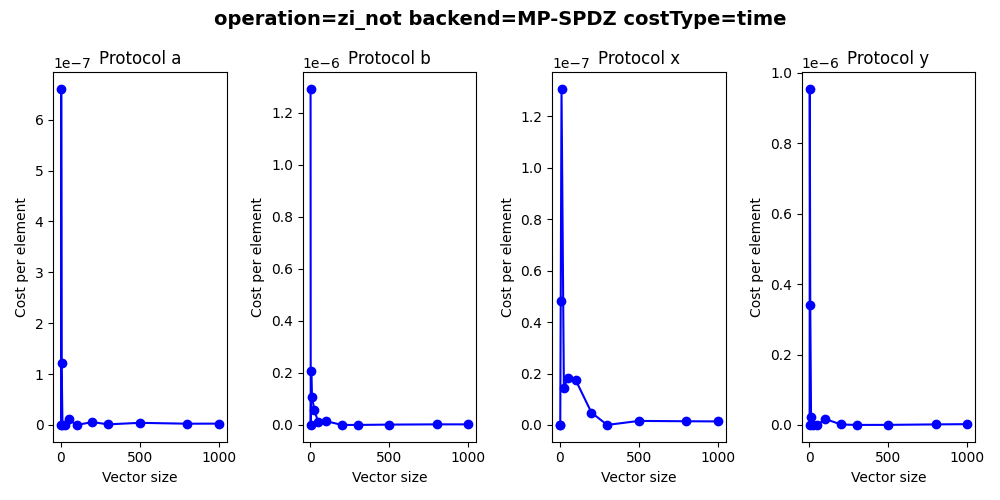 operation=zi_not backend=MP-SPDZ costType=time
Protocol a
1e−7
Cost per element
6
5
4
3
2
1
0
0 500 1000
Vector size
Protocol b
1e−6
Cost per element
1.2
1.0
0.8
0.6
0.4
0.2
0.0
0 500 1000
Vector size
Protocol x
1e−7
Cost per element
1.2
1.0
0.8
0.6
0.4
0.2
0.0
0 500 1000
Vector size
Protocol y
1e−6
Cost per element
1.0
0.8
0.6
0.4
0.2
0.0
0 500 1000
Vector size